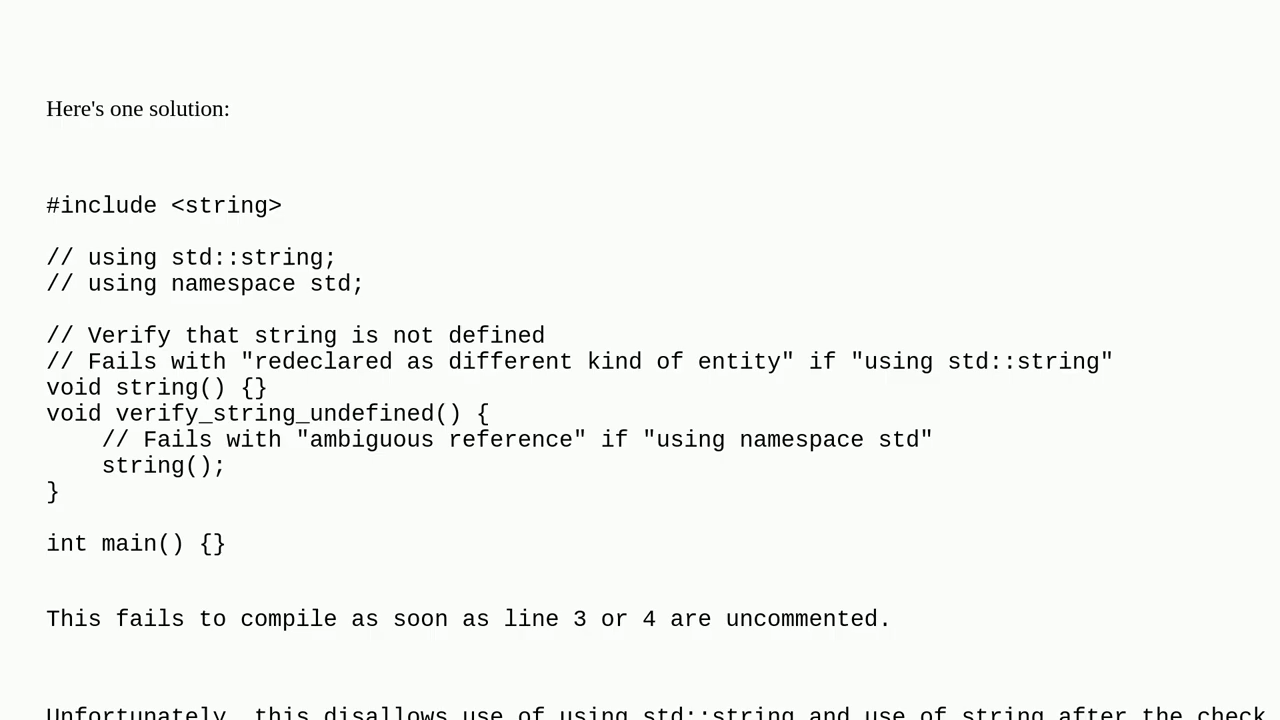 Here's one solution:
#include <string>
// using std::string;
// using namespace std;
// Verify that string is not defined
// Fails with "redeclared as different kind of entity" if "using std::string"
void string() {}
void verify_string_undefined() {
    // Fails with "ambiguous reference" if "using namespace std"
    string();
}
int main() {}
This fails to compile as soon as line 3 or 4 are uncommented.
Unfortunately, this disallows use of using std::string and use of string after the check